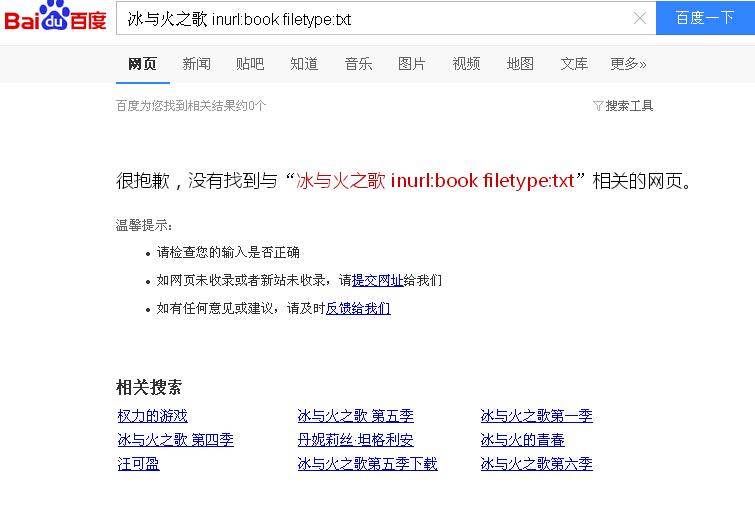 Baidu百度 冰与火之歌 inurl:book filetype:txt 百度一下
网页 新闻 贴吧 知道 音乐 图片 视频 地图 文库 更多»
百度为您找到相关结果约0个 搜索工具
很抱歉，没有找到与“冰与火之歌 inurl:book filetype:txt”相关的网页。
温馨提示：
请检查您的输入是否正确
如网页未收录或者新站未收录，请提交网址给我们
如有任何意见或建议，请及时反馈给我们
相关搜索
权力的游戏 冰与火之歌 第五季 冰与火之歌第一季
冰与火之歌 第四季 丹妮莉丝·坦格利安 冰与火的青春
汪可盈 冰与火之歌第五季下载 冰与火之歌第六季